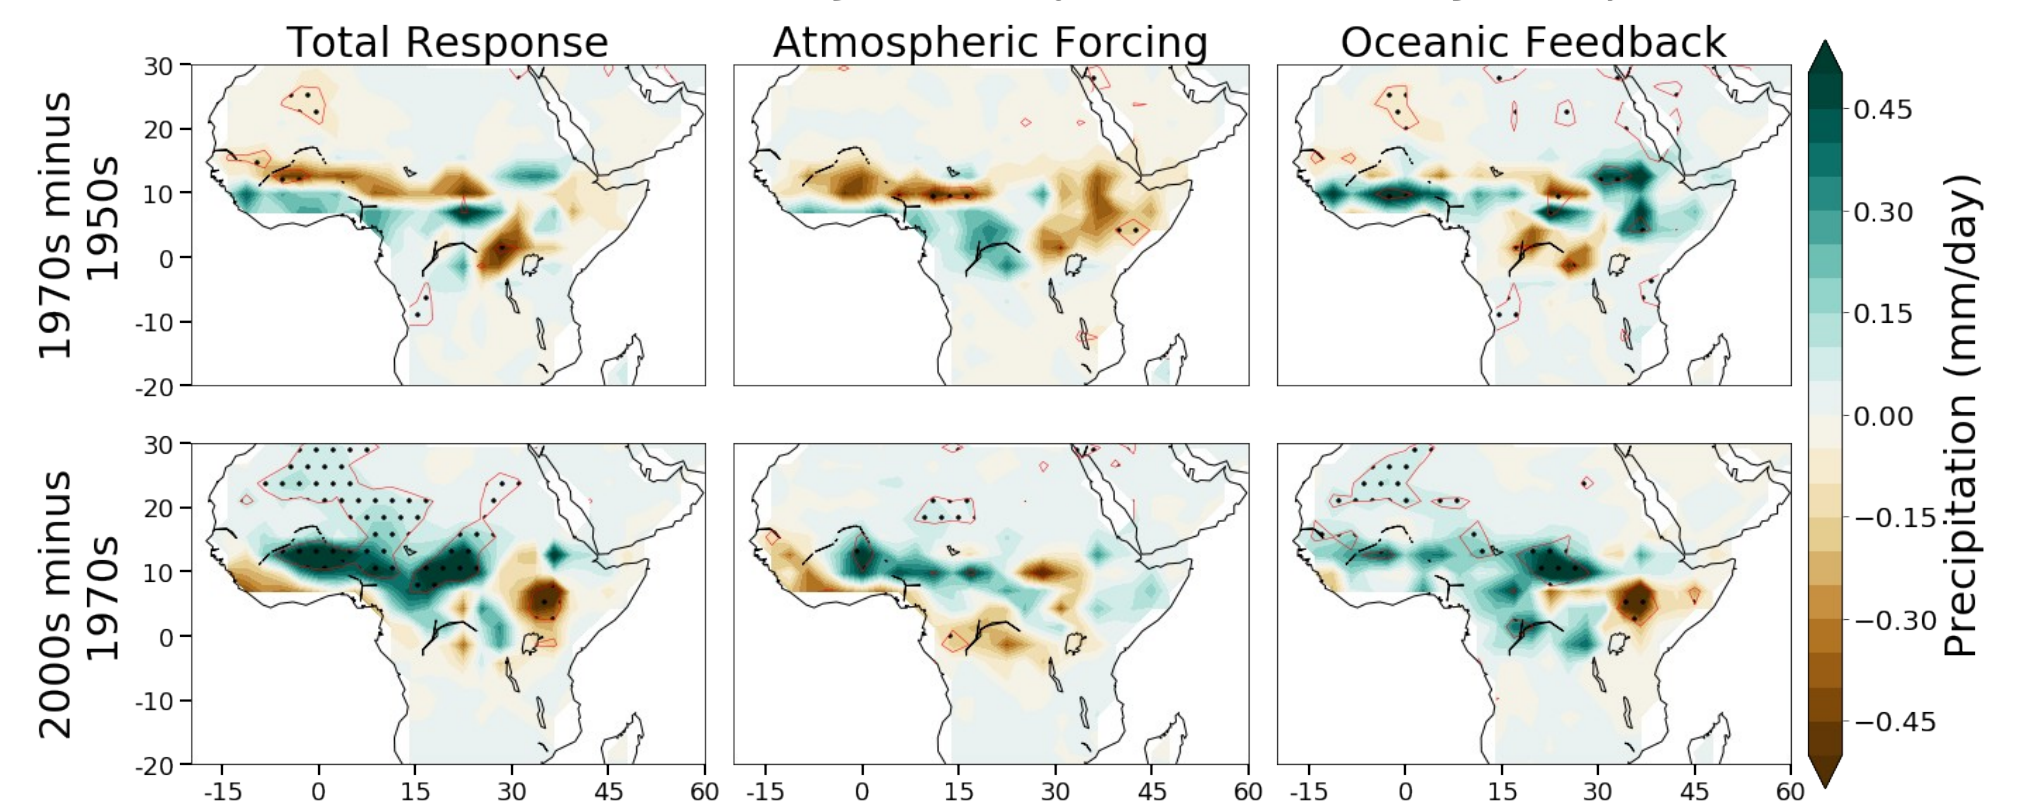 Total Response
Atmospheric Forcing
Oceanic Feedback
1970s minus
1950s
30
20
10
0
-10
-20
2000s minus
1970s
30
20
10
0
-10
-20
-15 0 15 30 45 60
-15 0 15 30 45 60
-15 0 15 30 45 60
0.45
0.30
0.15
0.00
−0.15
−0.30
−0.45
Precipitation (mm/day)